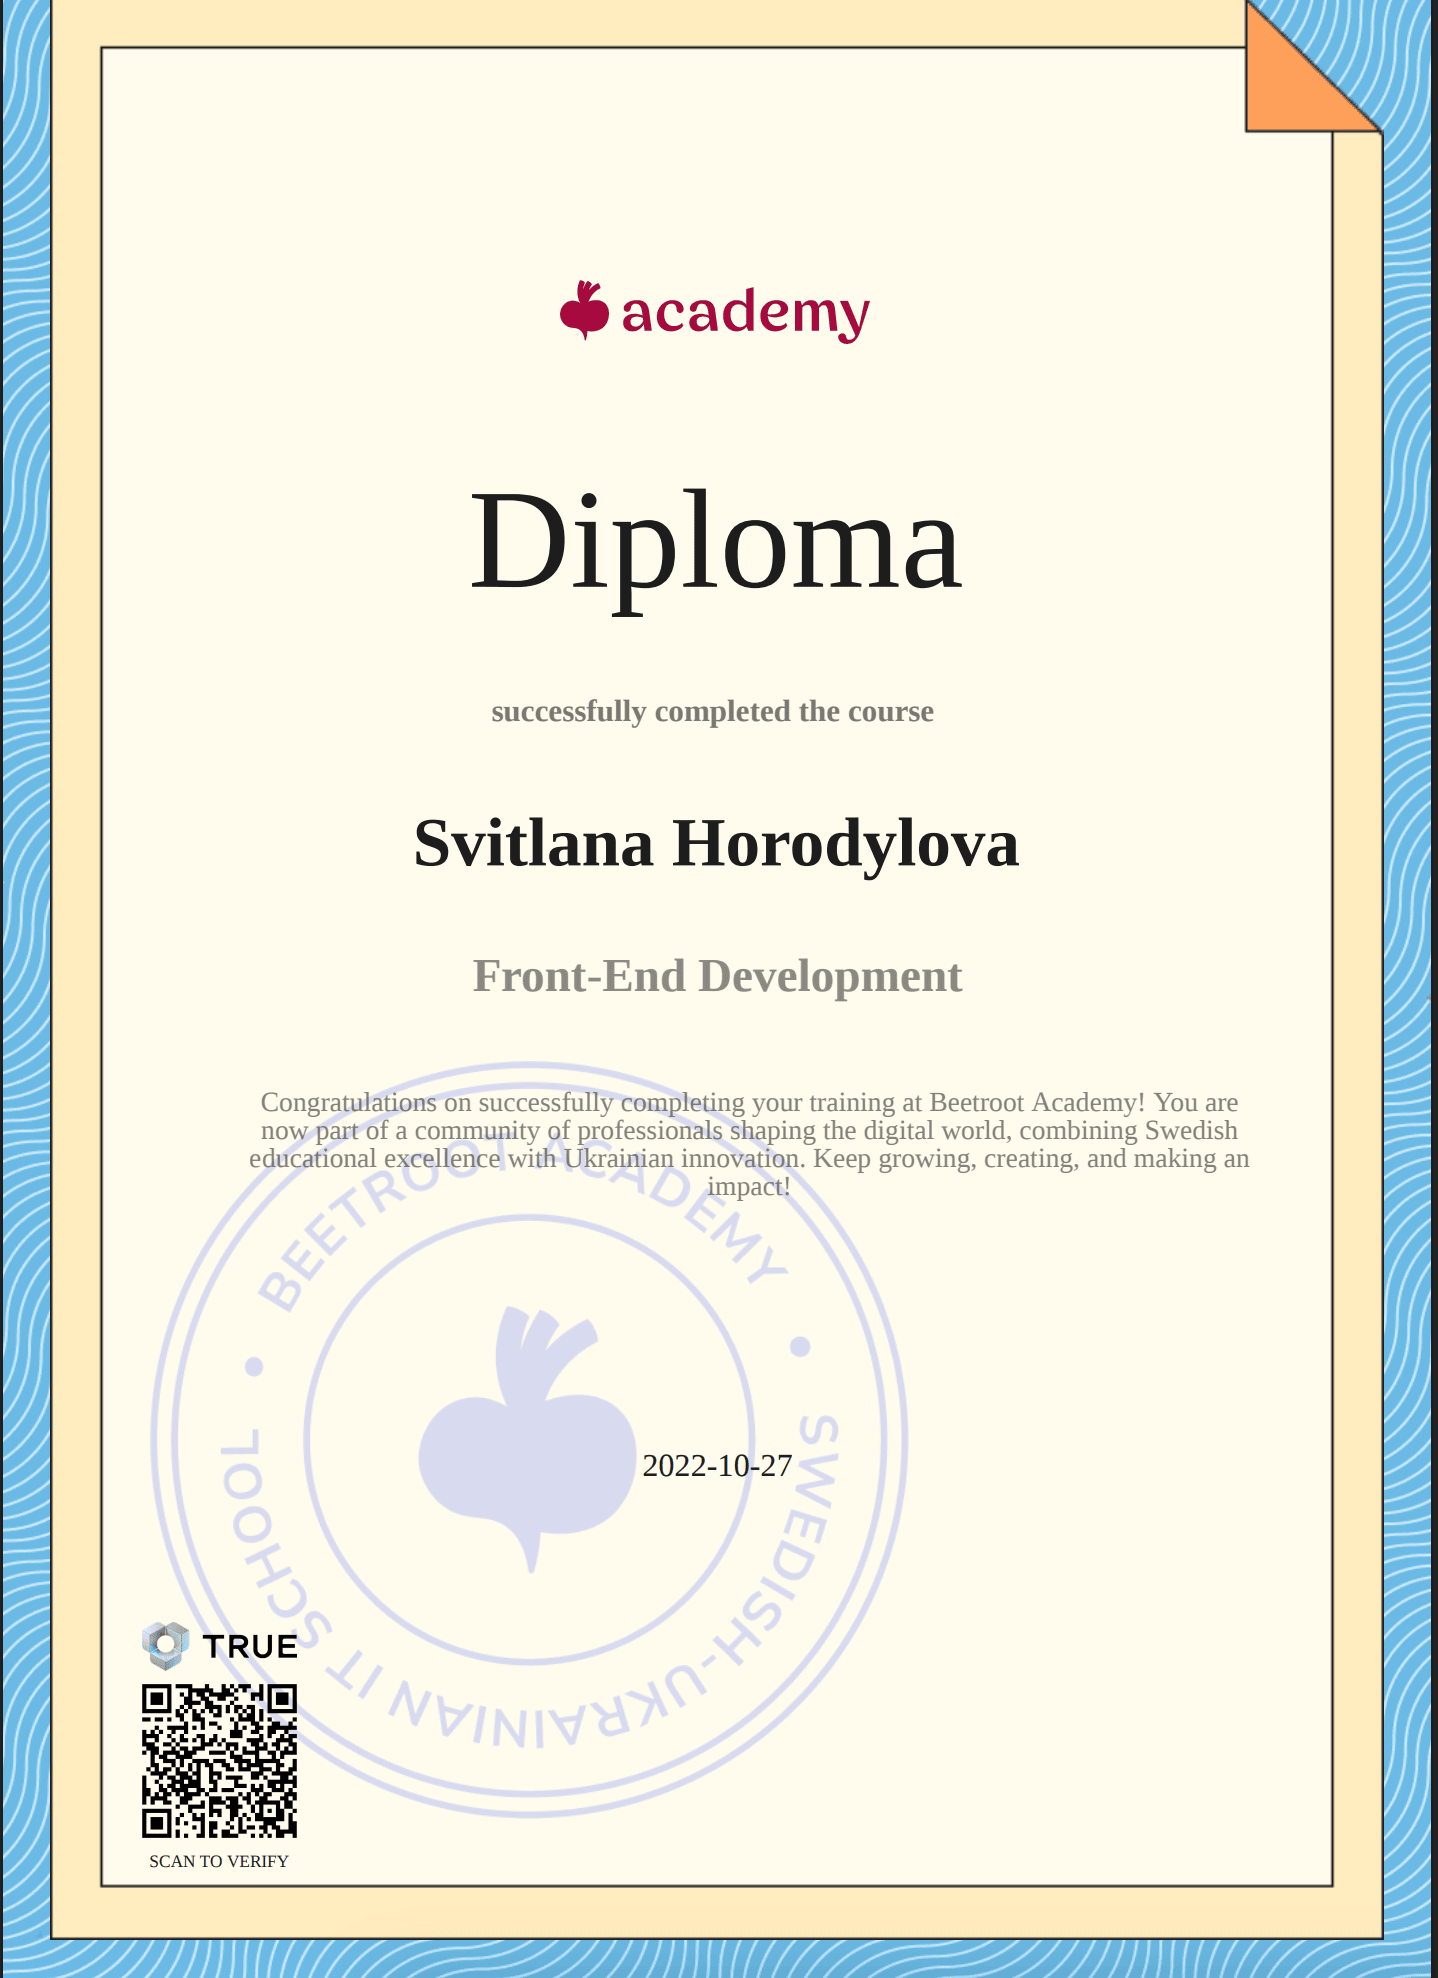 academy
Diploma
successfully completed the course
Svitlana Horodylova
Front-End Development
Congratulations on successfully completing your training at Beetroot Academy! You are
now part of a community of professionals shaping the digital world, combining Swedish
educational excellence with Ukrainian innovation. Keep growing, creating, and making an
impact!
BEETROOT ACADEMY • SWEDISH-UKRAINIAN IT SCHOOL •
2022-10-27
TRUE
SCAN TO VERIFY